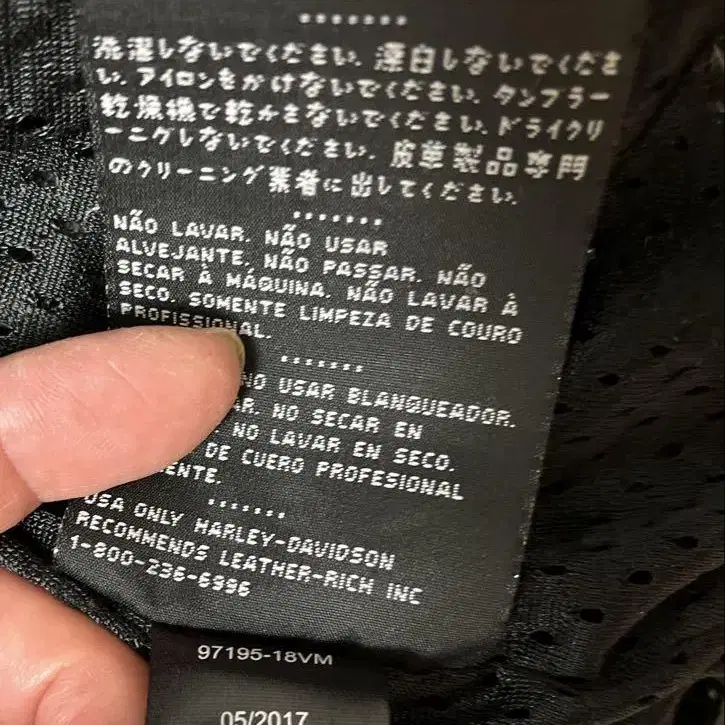 洗濯しないでください. 漂白しないでくださ
い. アイロンをかけないでください. タンブラー
乾燥機で乾かさないでください. ドライクリ
ーニングしないでください. 皮革製品専門
のクリーニング業者に出してください.
NÃO LAVAR. NÃO USAR
ALVEJANTE. NÃO PASSAR. NÃO
SECAR À MÁQUINA. NÃO LAVAR À
SECO. SOMENTE LIMPEZA DE COURO
PROFISSIONAL.
NO USAR BLANQUEADOR.
NO SECAR EN
NO LAVAR EN SECO.
DE CUERO PROFESIONAL
USA ONLY HARLEY-DAVIDSON
RECOMMENDS LEATHER-RICH INC
1-800-236-6996
97195-18VM
05/2017